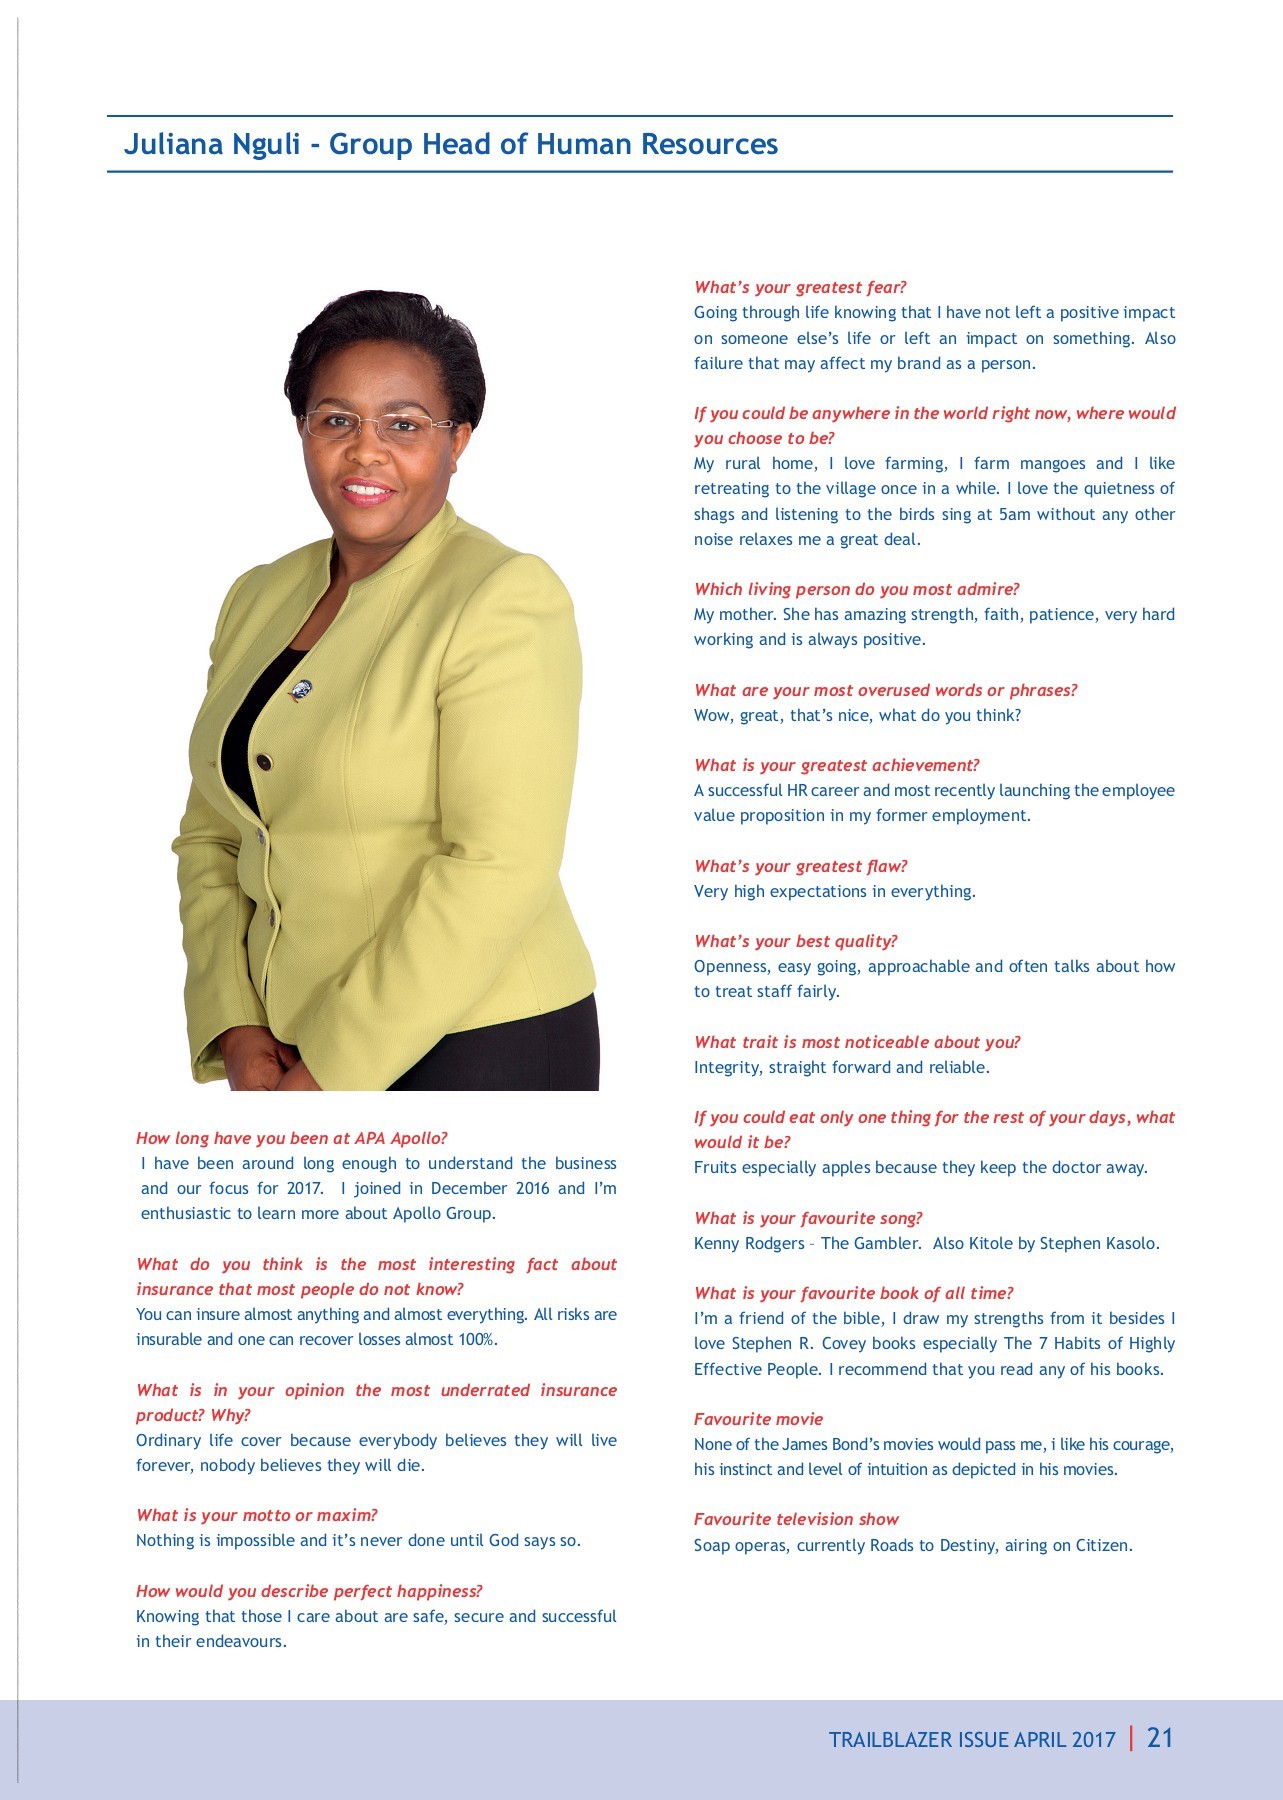 Juliana Nguli - Group Head of Human Resources
How long have you been at APA Apollo?
I have been around long enough to understand the business
and our focus for 2017. I joined in December 2016 and I'm
enthusiastic to learn more about Apollo Group.
What do you think is the most interesting fact about
insurance that most people do not know?
You can insure almost anything and almost everything. All risks are
insurable and one can recover losses almost 100%.
What is in your opinion the most underrated insurance
product? Why?
Ordinary life cover because everybody believes they will live
forever, nobody believes they will die.
What is your motto or maxim?
Nothing is impossible and it's never done until God says so.
How would you describe perfect happiness?
Knowing that those I care about are safe, secure and successful
in their endeavours.
What's your greatest fear?
Going through life knowing that I have not left a positive impact
on someone else's life or left an impact on something. Also
failure that may affect my brand as a person.
If you could be anywhere in the world right now, where would
you choose to be?
My rural home, I love farming, I farm mangoes and I like
retreating to the village once in a while. I love the quietness of
shags and listening to the birds sing at 5am without any other
noise relaxes me a great deal.
Which living person do you most admire?
My mother. She has amazing strength, faith, patience, very hard
working and is always positive.
What are your most overused words or phrases?
Wow, great, that's nice, what do you think?
What is your greatest achievement?
A successful HR career and most recently launching the employee
value proposition in my former employment.
What's your greatest flaw?
Very high expectations in everything.
What's your best quality?
Openness, easy going, approachable and often talks about how
to treat staff fairly.
What trait is most noticeable about you?
Integrity, straight forward and reliable.
If you could eat only one thing for the rest of your days, what
would it be?
Fruits especially apples because they keep the doctor away.
What is your favourite song?
Kenny Rodgers - The Gambler. Also Kitole by Stephen Kasolo.
What is your favourite book of all time?
I'm a friend of the bible, I draw my strengths from it besides I
love Stephen R. Covey books especially The 7 Habits of Highly
Effective People. I recommend that you read any of his books.
Favourite movie
None of the James Bond's movies would pass me, i like his courage,
his instinct and level of intuition as depicted in his movies.
Favourite television show
Soap operas, currently Roads to Destiny, airing on Citizen.
TRAILBLAZER ISSUE APRIL 2017 | 21